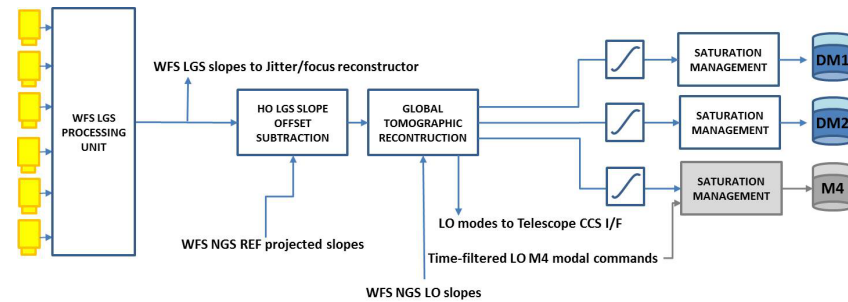 WFS LGS
PROCESSING
UNIT
WFS LGS slopes to Jitter/focus reconstructor
HO LGS SLOPE
OFFSET
SUBTRACTION
GLOBAL
TOMOGRAPHIC
RECONTRUCTION
SATURATION
MANAGEMENT
DM1
SATURATION
MANAGEMENT
DM2
SATURATION
MANAGEMENT
M4
WFS NGS REF projected slopes
LO modes to Telescope CCS I/F
Time-filtered LO M4 modal commands
WFS NGS LO slopes